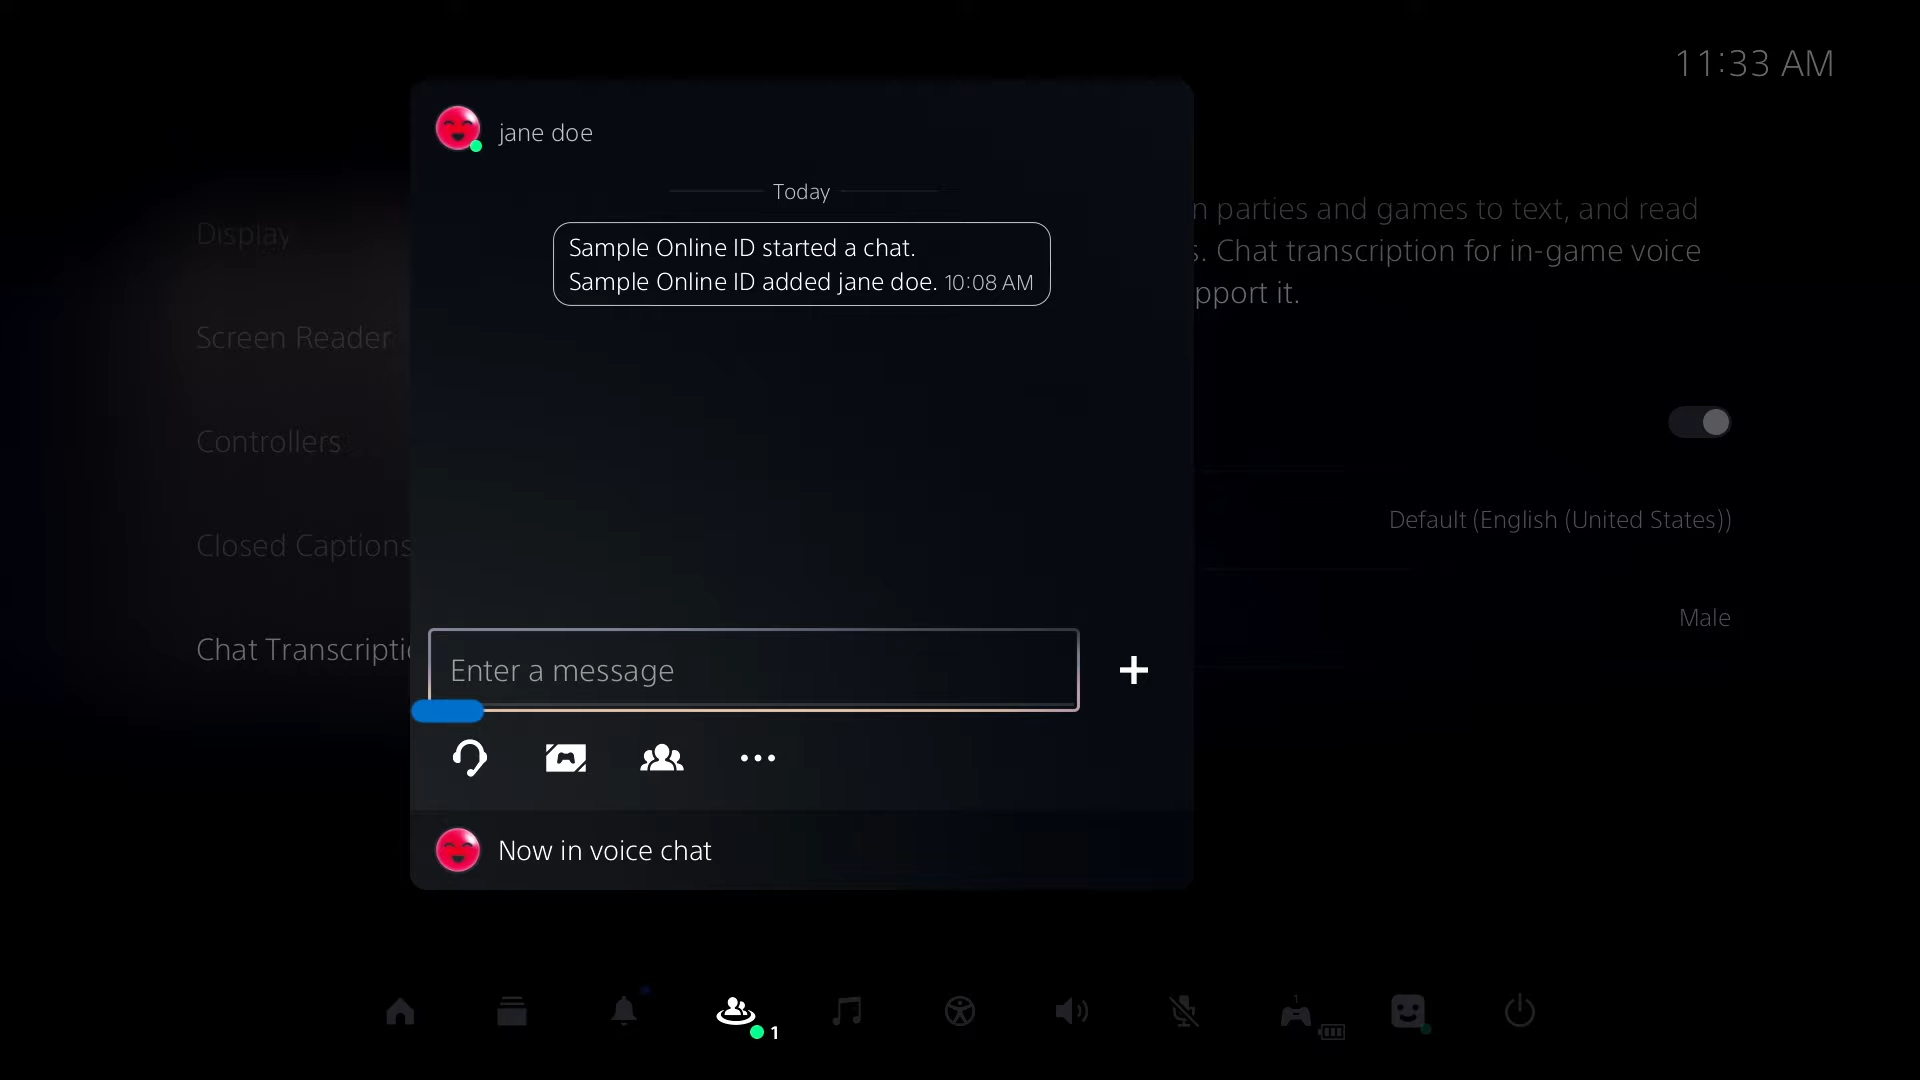 11:33 AM
jane doe
Today
Sample Online ID started a chat.
Sample Online ID added jane doe. 10:08 AM
Enter a message
Now in voice chat
Display
Screen Reader
Controllers
Closed Captions
Chat Transcriptio
n parties and games to text, and read
s. Chat transcription for in-game voice
pport it.
Default (English (United States))
Male
1
1